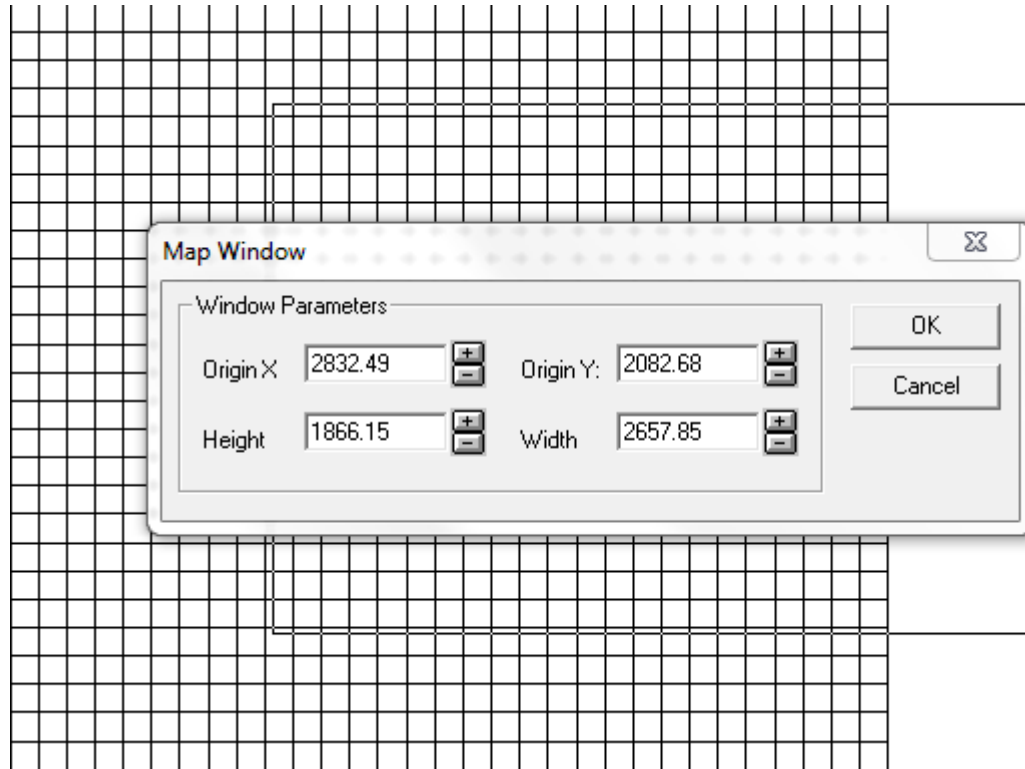 Map Window
Window Parameters
OK
Origin X 2832.49 Origin Y: 2082.68
Cancel
Height 1866.15 Width 2657.85